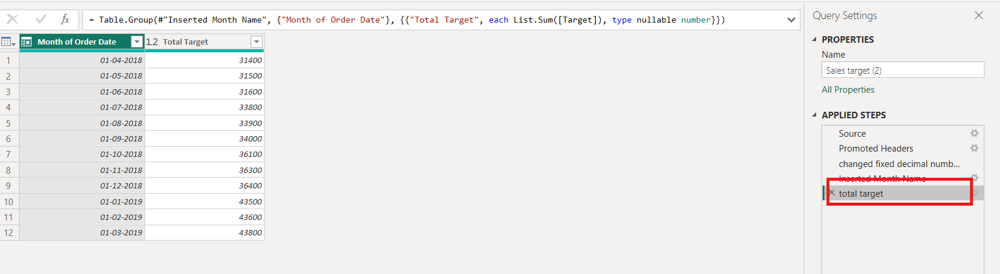 fx = Table.Group(#"Inserted Month Name", {"Month of Order Date"}, {{"Total Target", each List.Sum([Target]), type nullable number}})
Month of Order Date 1.2 Total Target
1 01-04-2018 31400
2 01-05-2018 31500
3 01-06-2018 31600
4 01-07-2018 33800
5 01-08-2018 33900
6 01-09-2018 34000
7 01-10-2018 36100
8 01-11-2018 36300
9 01-12-2018 36400
10 01-01-2019 43500
11 01-02-2019 43600
12 01-03-2019 43800
Query Settings
PROPERTIES
Name
Sales target (2)
All Properties
APPLIED STEPS
Source
Promoted Headers
changed fixed decimal numb...
Inserted Month Name
total target